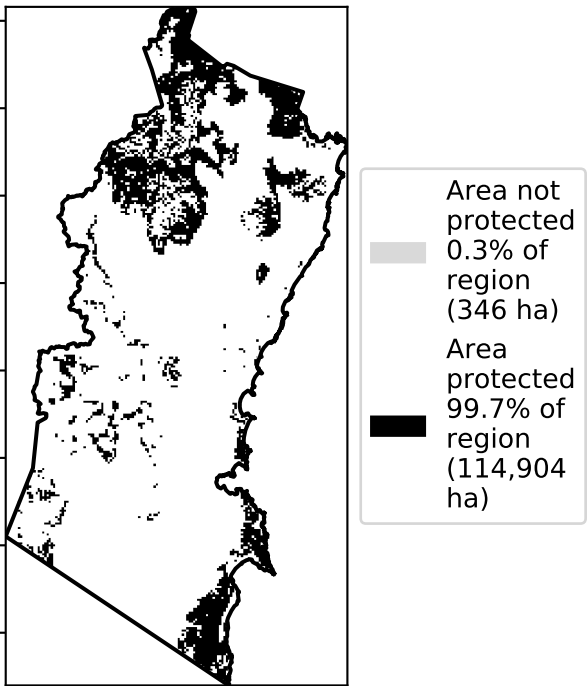 Area not
protected
0.3% of
region
(346 ha)
Area
protected
99.7% of
region
(114,904
ha)